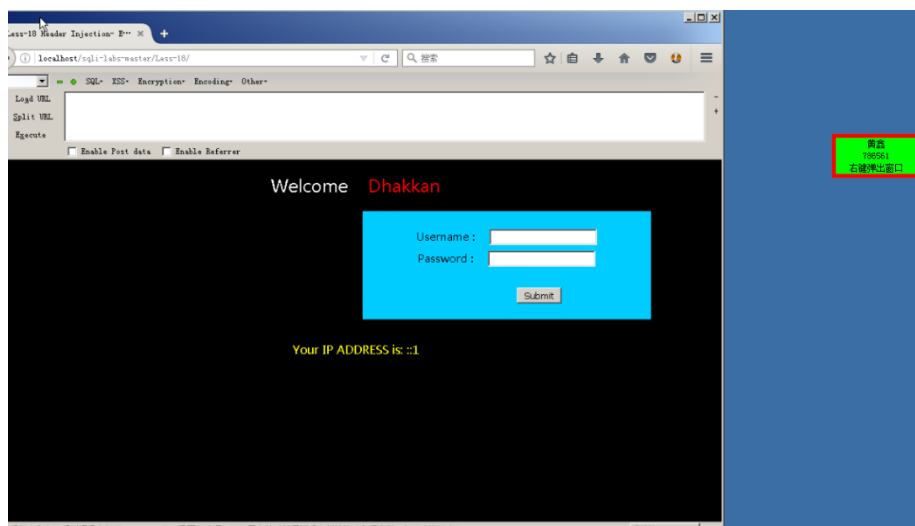 Less-18 Header Injection- E··· × +
localhost/sqli-labs-master/Less-18/
搜索
SQL- XSS- Encryption- Encoding- Other-
Load URL
Split URL
Execute
Enable Post data Enable Referrer
黄鑫
786561
右键弹出窗口
Welcome Dhakkan
Username :
Password :
Submit
Your IP ADDRESS is: ::1